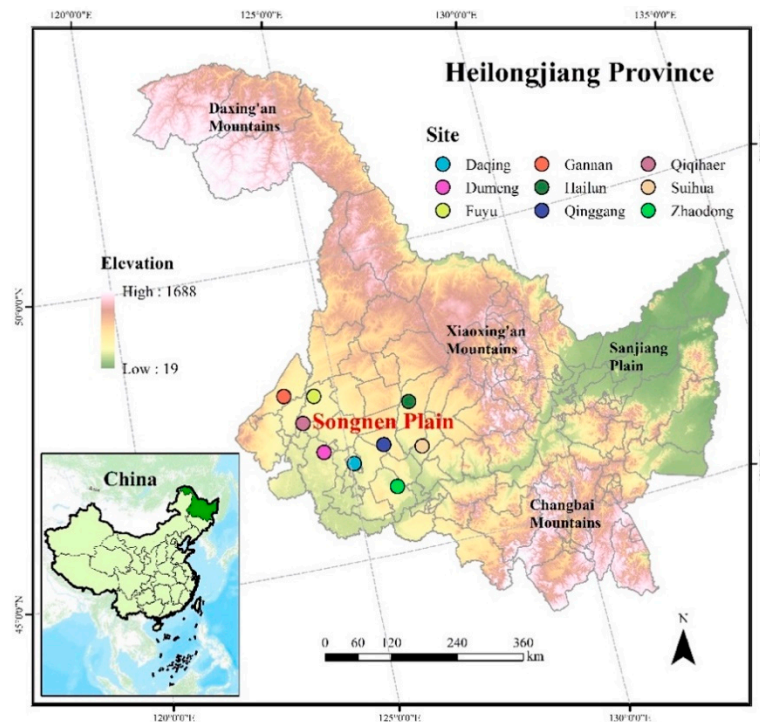 120°0'0"E
125°0'0"E
130°0'0"E
135°0'0"E
Heilongjiang Province
Daxing'an
Mountains
Site
Daqing
Gannan
Qiqihaer
Dumeng
Hailun
Suihua
Fuyu
Qinggang
Zhaodong
Elevation
High : 1688
Low : 19
Xiaoxing'an
Mountains
Sanjiang
Plain
Songnen Plain
China
Changbai
Mountains
N
0 60 120 240 360
km
45°0'0"N
120°0'0"E
125°0'0"E
130°0'0"E